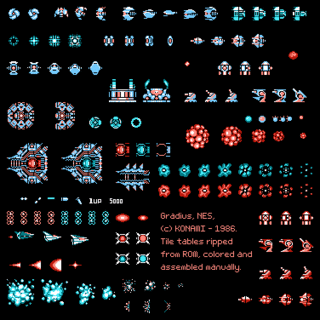 1up 5000
Gradius, NES,
(c) KONAMI - 1986.
Tile tables ripped
from ROM, colored and
assembled manually.